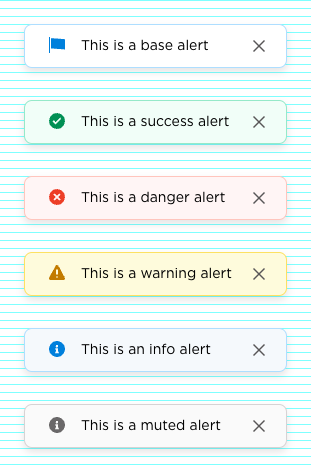 This is a base alert
This is a success alert
This is a danger alert
This is a warning alert
This is an info alert
This is a muted alert